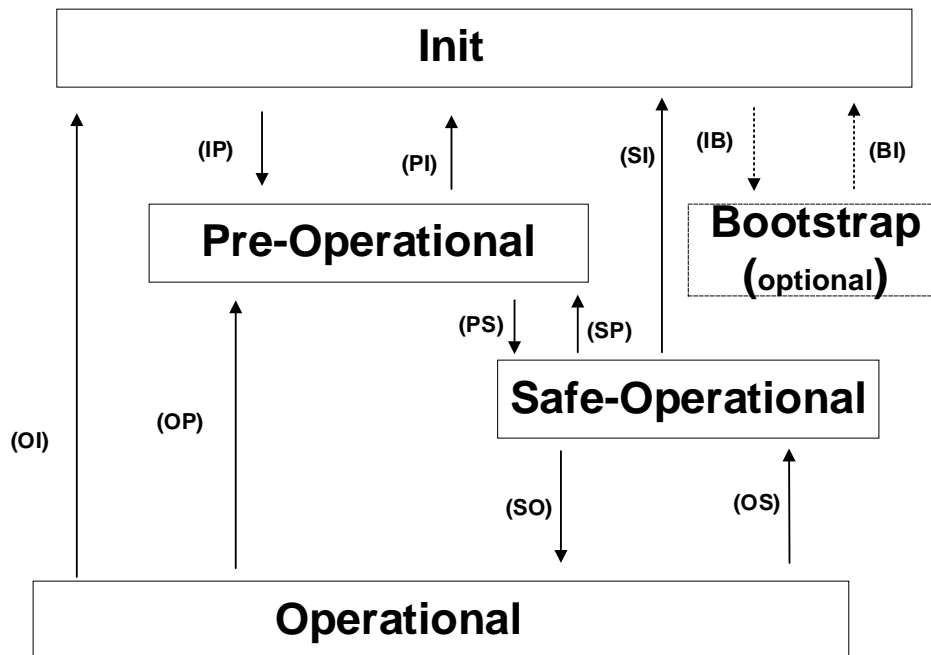 Init
(IP)
(PI)
(SI)
(IB)
(BI)
Pre-Operational
Bootstrap
(optional)
(PS)
(SP)
Safe-Operational
(OI)
(OP)
(SO)
(OS)
Operational